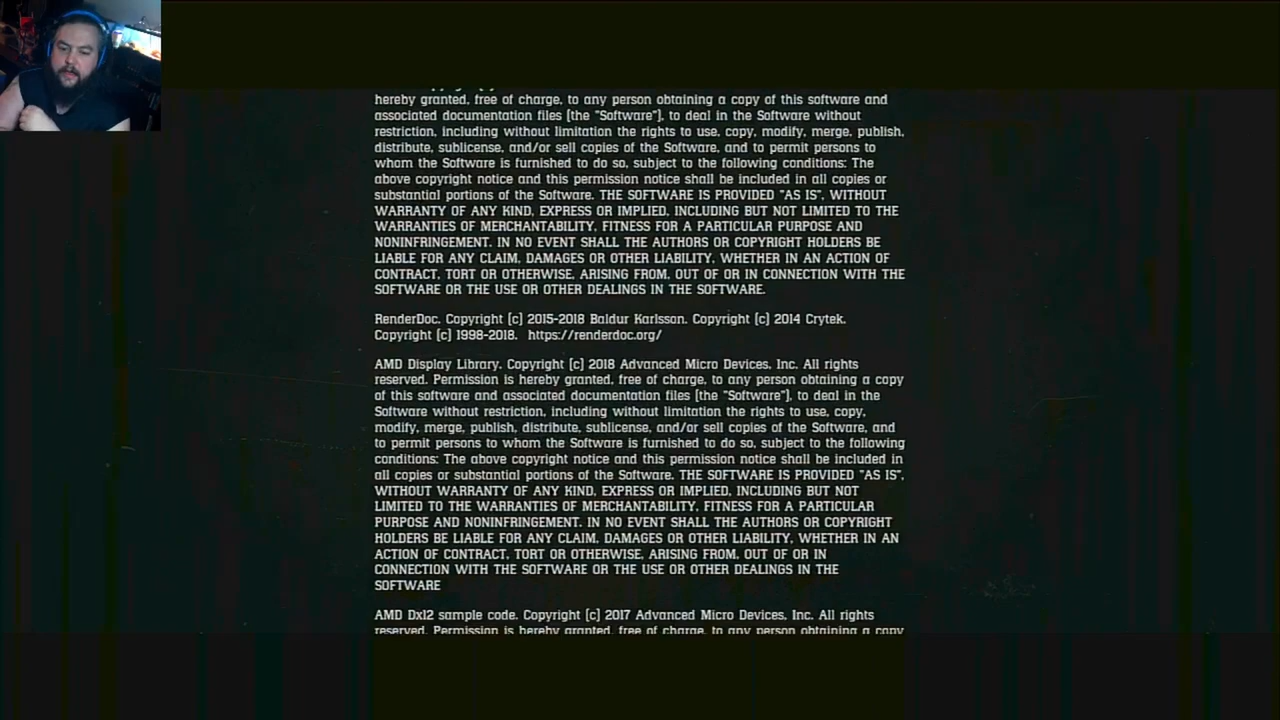 hereby granted, free of charge, to any person obtaining a copy of this software and
associated documentation files (the "Software"), to deal in the Software without
restriction, including without limitation the rights to use, copy, modify, merge, publish,
distribute, sublicense, and/or sell copies of the Software, and to permit persons to
whom the Software is furnished to do so, subject to the following conditions: The
above copyright notice and this permission notice shall be included in all copies or
substantial portions of the Software. THE SOFTWARE IS PROVIDED "AS IS", WITHOUT
WARRANTY OF ANY KIND, EXPRESS OR IMPLIED, INCLUDING BUT NOT LIMITED TO THE
WARRANTIES OF MERCHANTABILITY, FITNESS FOR A PARTICULAR PURPOSE AND
NONINFRINGEMENT. IN NO EVENT SHALL THE AUTHORS OR COPYRIGHT HOLDERS BE
LIABLE FOR ANY CLAIM, DAMAGES OR OTHER LIABILITY, WHETHER IN AN ACTION OF
CONTRACT, TORT OR OTHERWISE, ARISING FROM, OUT OF OR IN CONNECTION WITH THE
SOFTWARE OR THE USE OR OTHER DEALINGS IN THE SOFTWARE.
RenderDoc. Copyright (c) 2015-2018 Baldur Karlsson. Copyright (c) 2014 Crytek.
Copyright (c) 1998-2018. https://renderdoc.org/
AMD Display Library. Copyright (c) 2018 Advanced Micro Devices, Inc. All rights
reserved. Permission is hereby granted, free of charge, to any person obtaining a copy
of this software and associated documentation files (the "Software"), to deal in the
Software without restriction, including without limitation the rights to use, copy,
modify, merge, publish, distribute, sublicense, and/or sell copies of the Software, and
to permit persons to whom the Software is furnished to do so, subject to the following
conditions: The above copyright notice and this permission notice shall be included in
all copies or substantial portions of the Software. THE SOFTWARE IS PROVIDED "AS IS",
WITHOUT WARRANTY OF ANY KIND, EXPRESS OR IMPLIED, INCLUDING BUT NOT
LIMITED TO THE WARRANTIES OF MERCHANTABILITY, FITNESS FOR A PARTICULAR
PURPOSE AND NONINFRINGEMENT. IN NO EVENT SHALL THE AUTHORS OR COPYRIGHT
HOLDERS BE LIABLE FOR ANY CLAIM, DAMAGES OR OTHER LIABILITY, WHETHER IN AN
ACTION OF CONTRACT, TORT OR OTHERWISE, ARISING FROM, OUT OF OR IN
CONNECTION WITH THE SOFTWARE OR THE USE OR OTHER DEALINGS IN THE
SOFTWARE
AMD Dx12 sample code. Copyright (c) 2017 Advanced Micro Devices, Inc. All rights
reserved. Permission is hereby granted, free of charge, to any person obtaining a copy